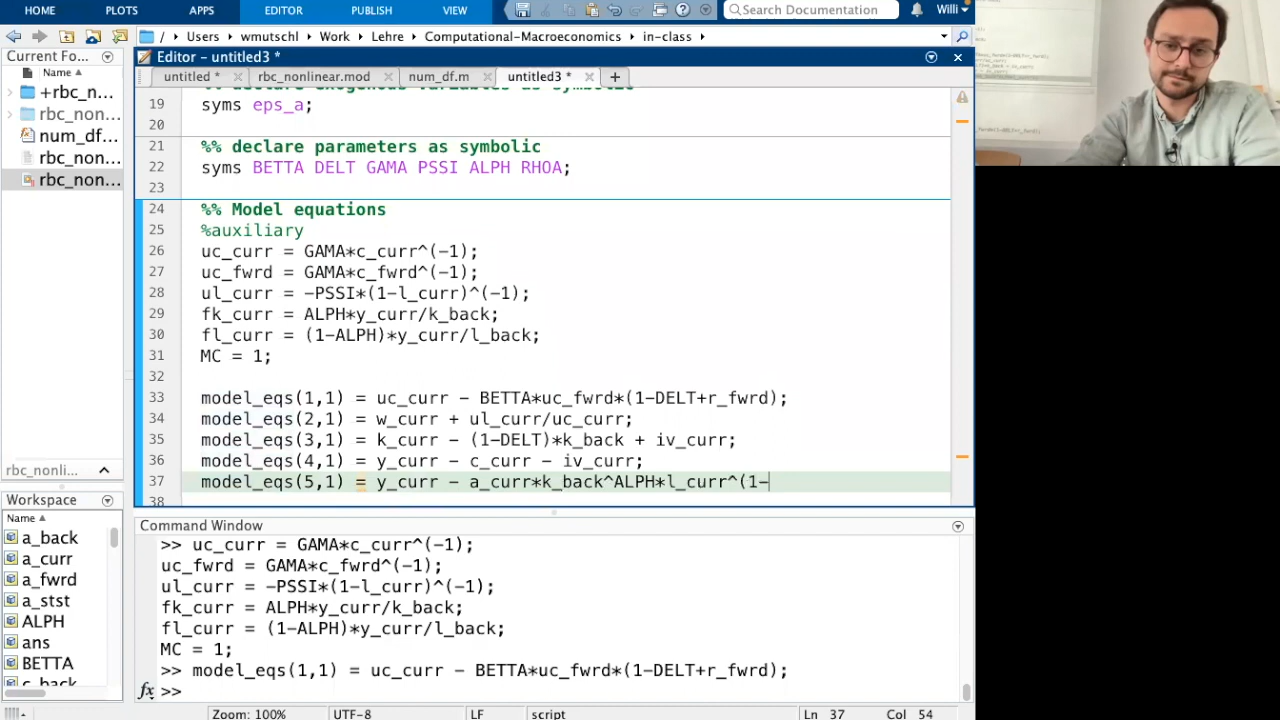 HOME PLOTS APPS EDITOR PUBLISH VIEW Search Documentation Willi
/ Users wmutschl Work Lehre Computational-Macroeconomics in-class
Current Fo...
Name
+rbc_n...
rbc_non...
num_df...
rbc_non...
rbc_non...
rbc_nonli...
Workspace
Name
a_back
a_curr
a_fwrd
a_stst
ALPH
ans
BETTA
c_back
Editor - untitled3 *
untitled * rbc_nonlinear.mod num_df.m untitled3 *
19 syms eps_a;
20
21 %% declare parameters as symbolic
22 syms BETTA DELT GAMA PSSI ALPH RHOA;
23
24 %% Model equations
25 %auxiliary
26 uc_curr = GAMA*c_curr^(-1);
27 uc_fwrd = GAMA*c_fwrd^(-1);
28 ul_curr = -PSSI*(1-l_curr)^(-1);
29 fk_curr = ALPH*y_curr/k_back;
30 fl_curr = (1-ALPH)*y_curr/l_back;
31 MC = 1;
32
33 model_eqs(1,1) = uc_curr - BETTA*uc_fwrd*(1-DELT+r_fwrd);
34 model_eqs(2,1) = w_curr + ul_curr/uc_curr;
35 model_eqs(3,1) = k_curr - (1-DELT)*k_back + iv_curr;
36 model_eqs(4,1) = y_curr - c_curr - iv_curr;
37 model_eqs(5,1) = y_curr - a_curr*k_back^ALPH*l_curr^(1-
38
Command Window
>> uc_curr = GAMA*c_curr^(-1);
uc_fwrd = GAMA*c_fwrd^(-1);
ul_curr = -PSSI*(1-l_curr)^(-1);
fk_curr = ALPH*y_curr/k_back;
fl_curr = (1-ALPH)*y_curr/l_back;
MC = 1;
>> model_eqs(1,1) = uc_curr - BETTA*uc_fwrd*(1-DELT+r_fwrd);
fx >>
Zoom: 100% UTF-8 LF script Ln 37 Col 54